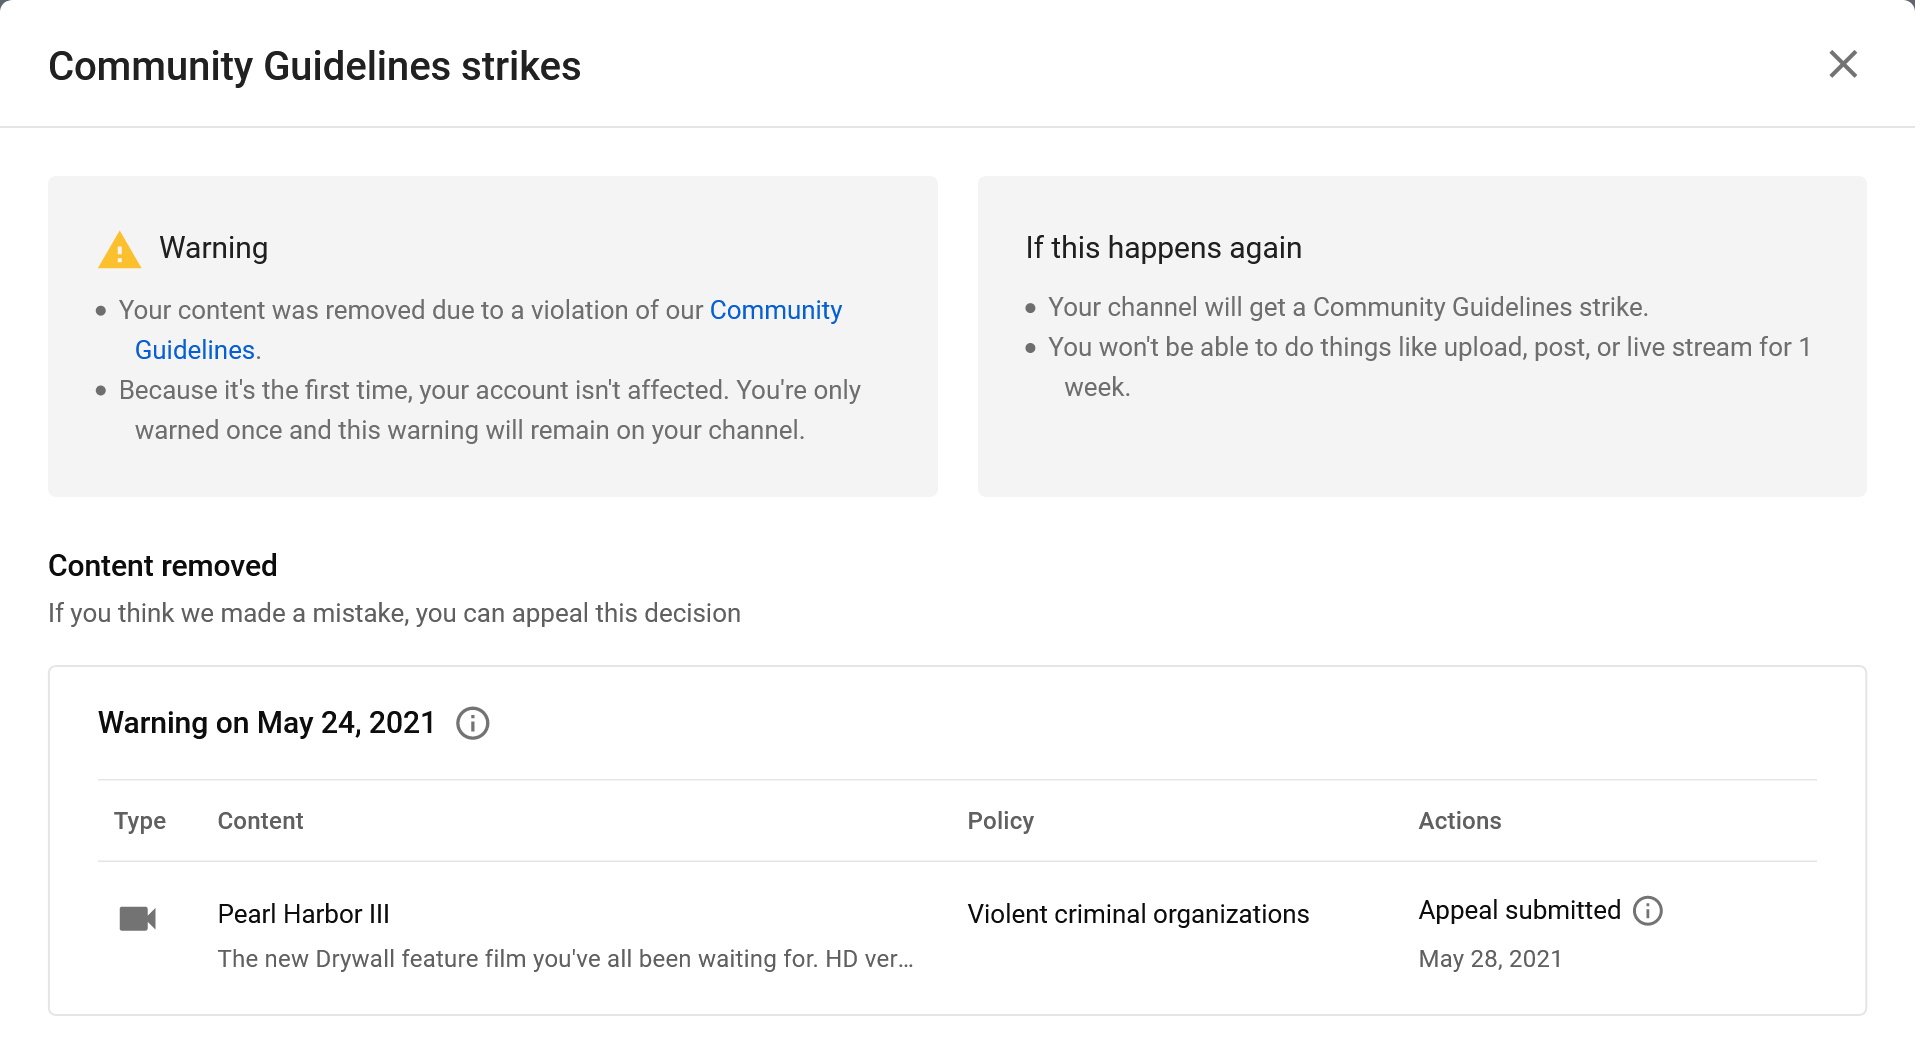 Community Guidelines strikes
Warning
• Your content was removed due to a violation of our Community
Guidelines.
• Because it's the first time, your account isn't affected. You're only
warned once and this warning will remain on your channel.
If this happens again
• Your channel will get a Community Guidelines strike.
• You won't be able to do things like upload, post, or live stream for 1
week.
Content removed
If you think we made a mistake, you can appeal this decision
Warning on May 24, 2021
Type Content Policy Actions
Pearl Harbor III Violent criminal organizations Appeal submitted
The new Drywall feature film you've all been waiting for. HD ver... May 28, 2021